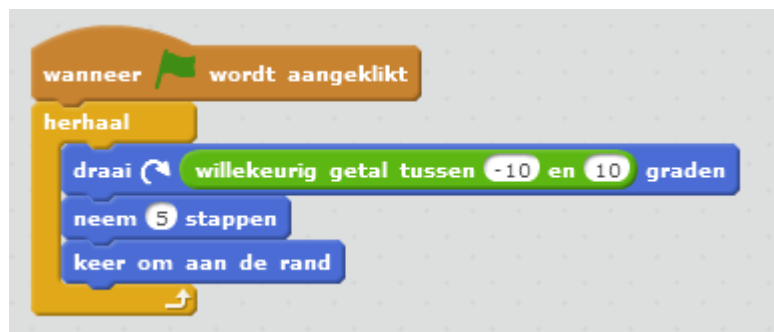 wanneer wordt aangeklikt
herhaal
draai willekeurig getal tussen -10 en 10 graden
neem 5 stappen
keer om aan de rand